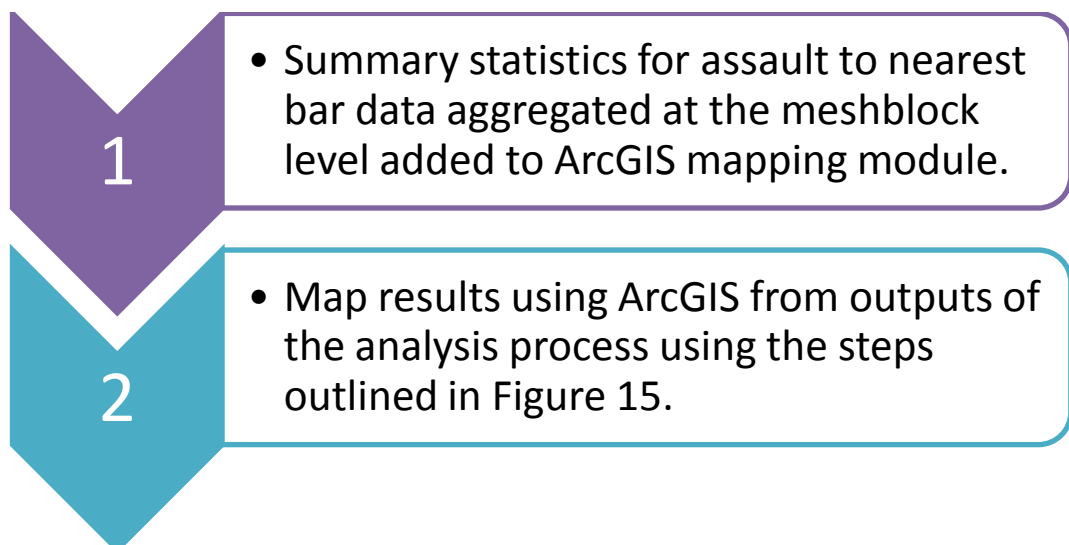 1
• Summary statistics for assault to nearest
bar data aggregated at the meshblock
level added to ArcGIS mapping module.
2
• Map results using ArcGIS from outputs of
the analysis process using the steps
outlined in Figure 15.